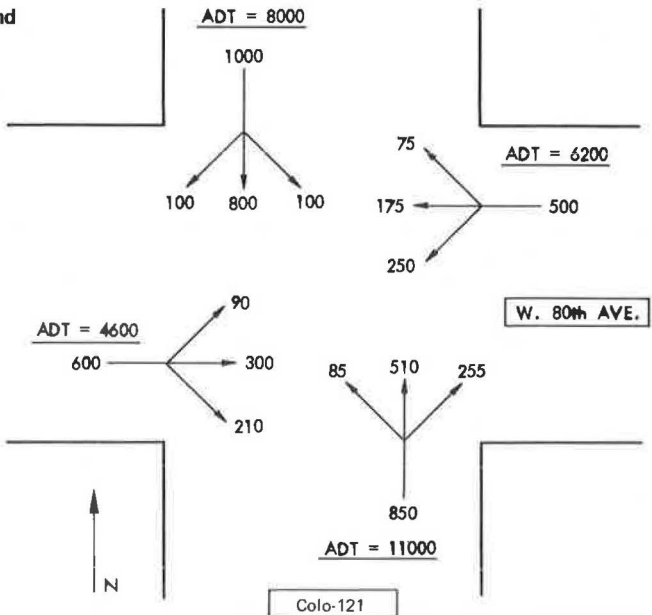 nd
ADT = 8000
1000
100 800 100
75
ADT = 6200
175
500
250
W. 80th AVE.
90
ADT = 4600
600
300
210
85 510 255
850
ADT = 11000
N
Colo-121